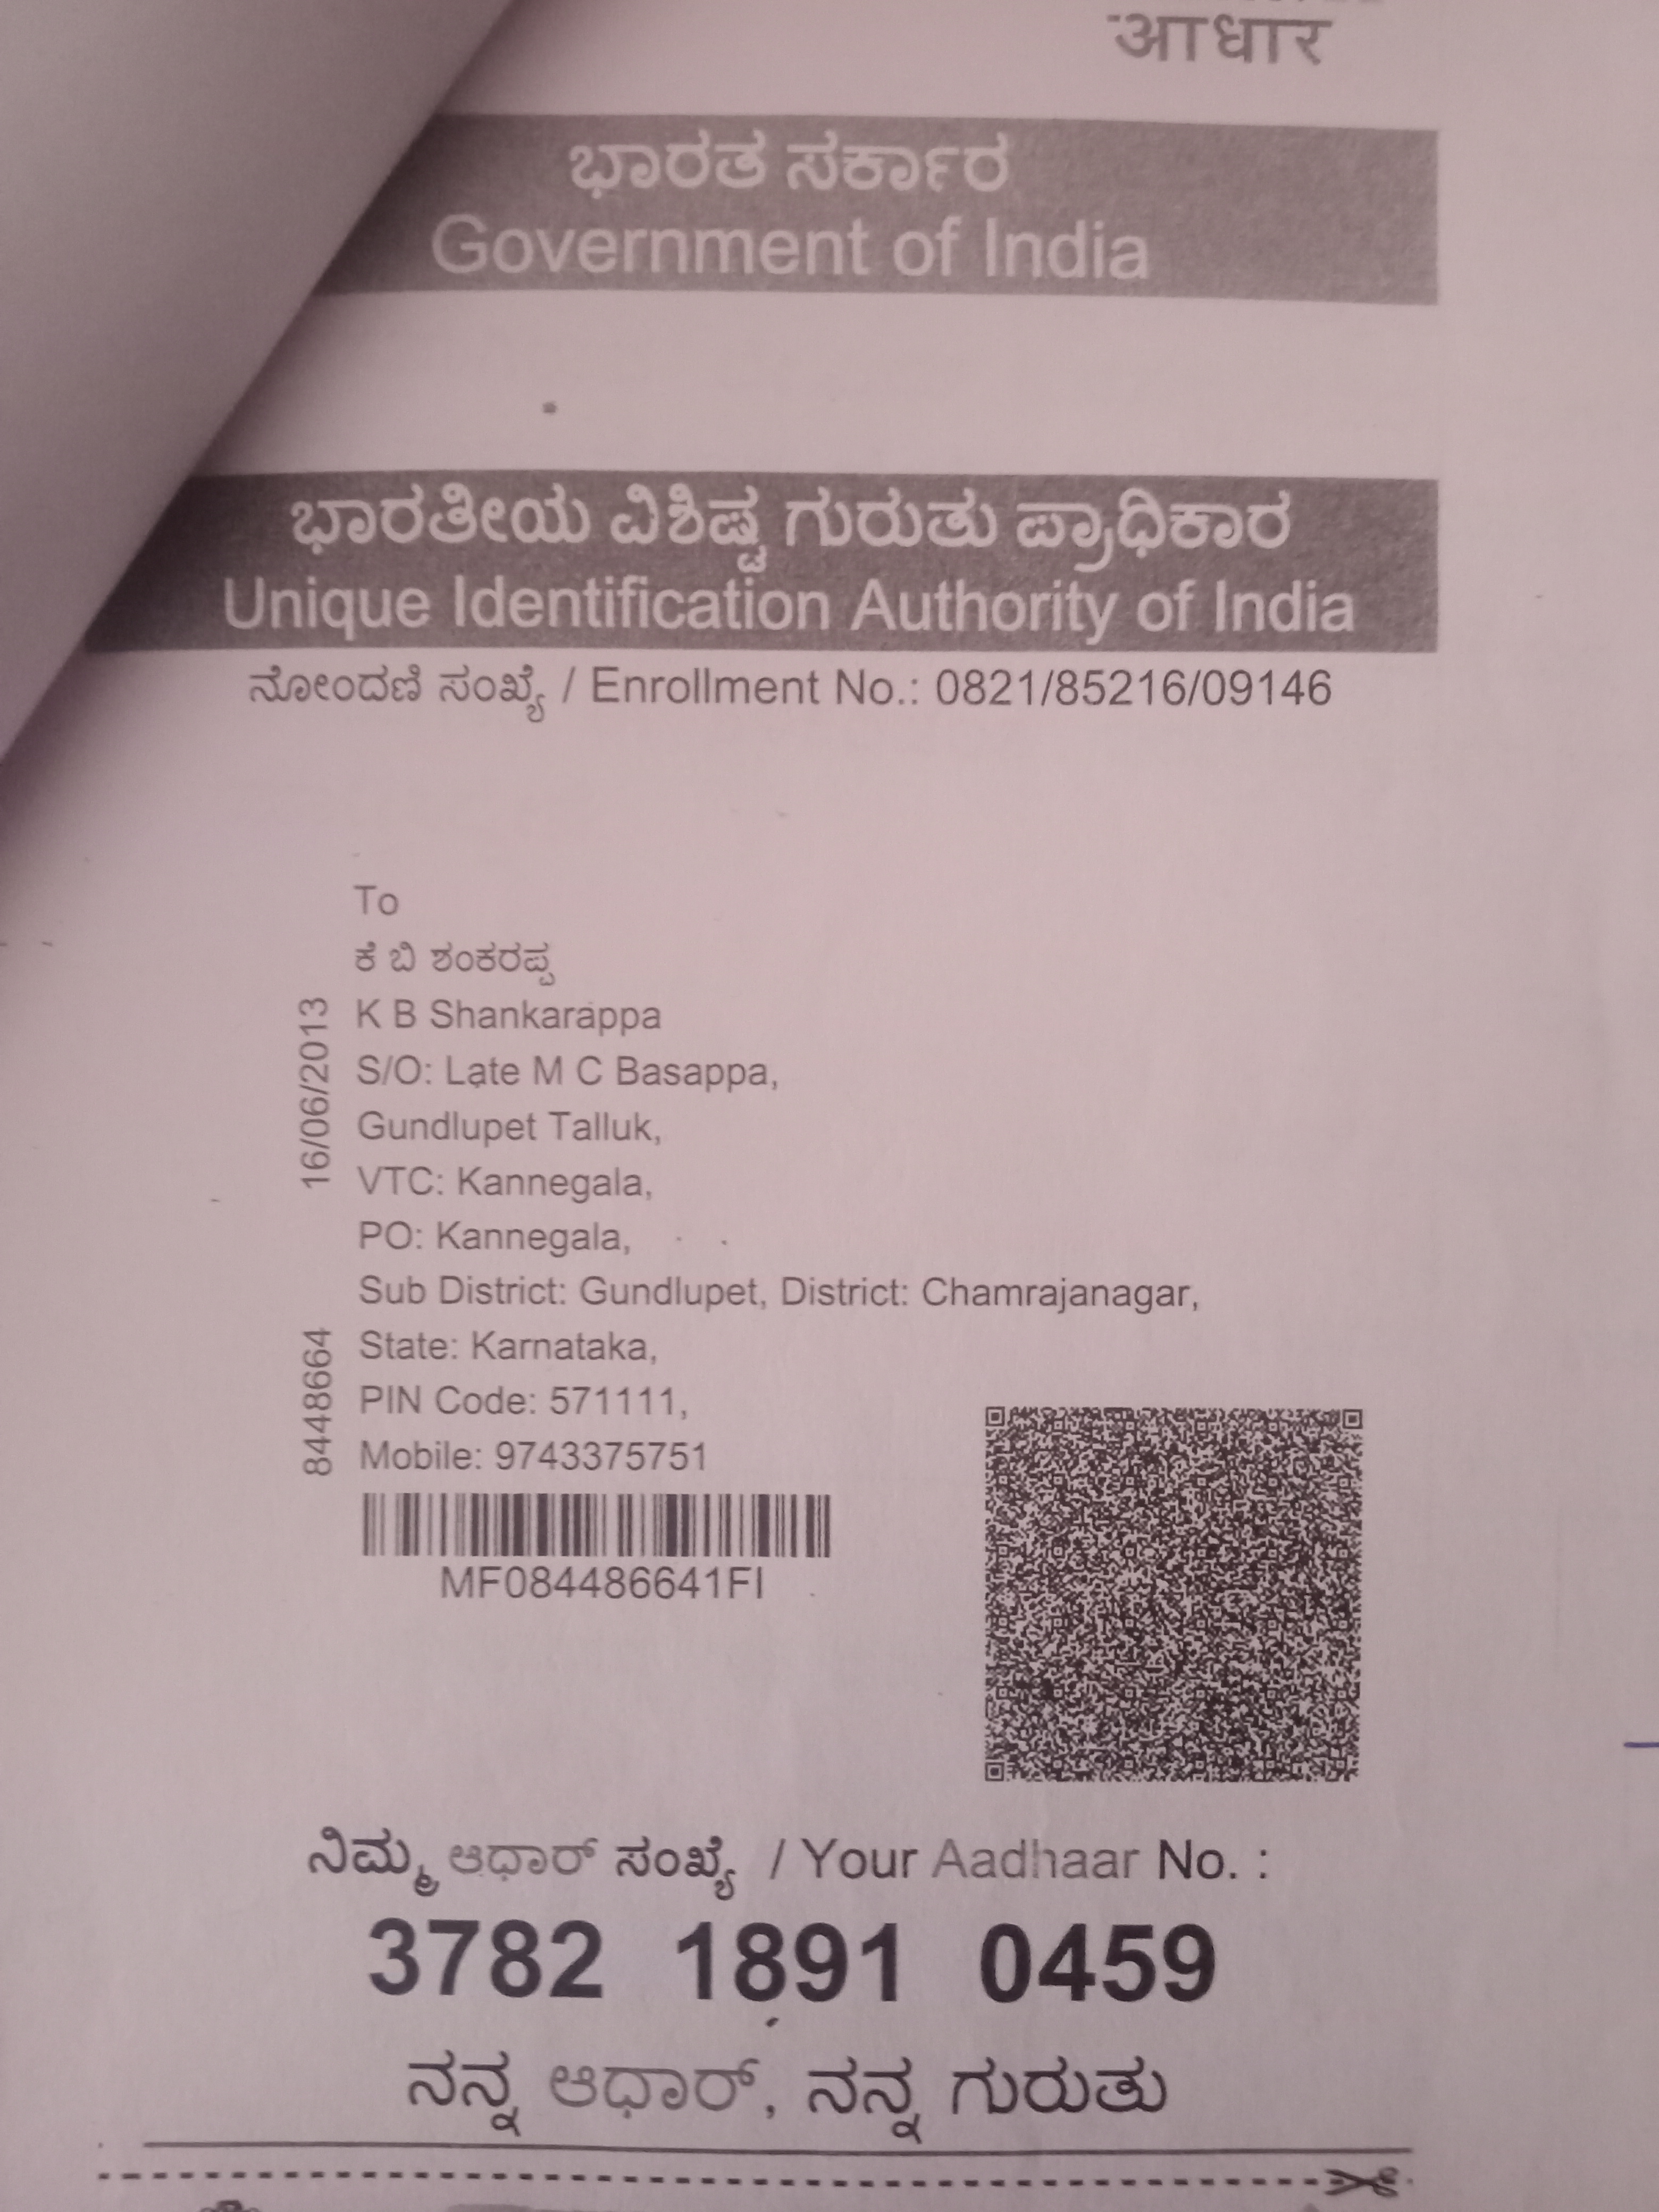 आधार
ಭಾರತ ಸರ್ಕಾರ
Government of India
ಭಾರತೀಯ ವಿಶಿಷ್ಟ ಗುರುತು ಪ್ರಾಧಿಕಾರ
Unique Identification Authority of India
ನೋಂದಣಿ ಸಂಖ್ಯೆ / Enrollment No.: 0821/85216/09146
To
ಕೆ ಬಿ ಶಂಕರಪ್ಪ
K B Shankarappa
S/O: Late M C Basappa,
Gundlupet Talluk,
VTC: Kannegala,
PO: Kannegala,
Sub District: Gundlupet, District: Chamrajanagar,
State: Karnataka,
PIN Code: 571111,
Mobile: 9743375751
16/06/2013
8448664
MF084486641FI
ನಿಮ್ಮ ಆಧಾರ್ ಸಂಖ್ಯೆ / Your Aadhaar No. :
3782 1891 0459
ನನ್ನ ಆಧಾರ್, ನನ್ನ ಗುರುತು